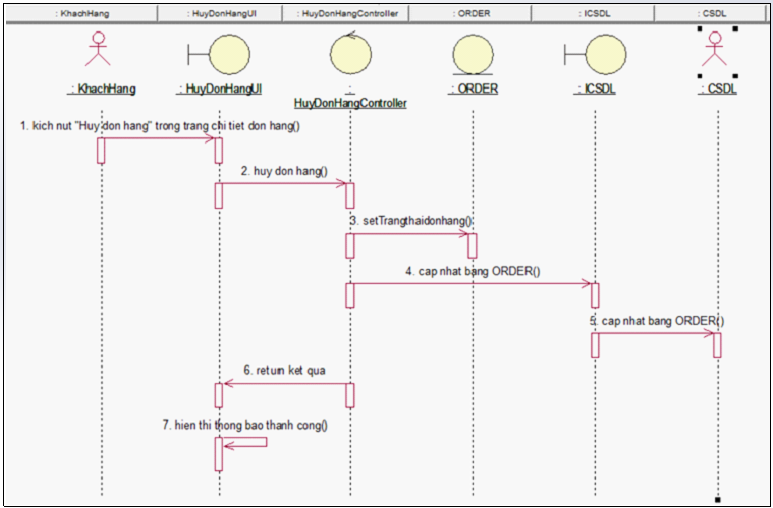 : KhachHang
: HuyDonHangUI
: HuyDonHangController
: ORDER
: ICSDL
: CSDL
: KhachHang
: HuyDonHangUI
:
HuyDonHangController
: ORDER
: ICSDL
: CSDL
1. kich nut "Huy don hang" trong trang chi tiet don hang()
2. huy don hang()
3. setTrangthaidonhang()
4. cap nhat bang ORDER()
5. cap nhat bang ORDER()
6. return ket qua
7. hien thi thong bao thanh cong()